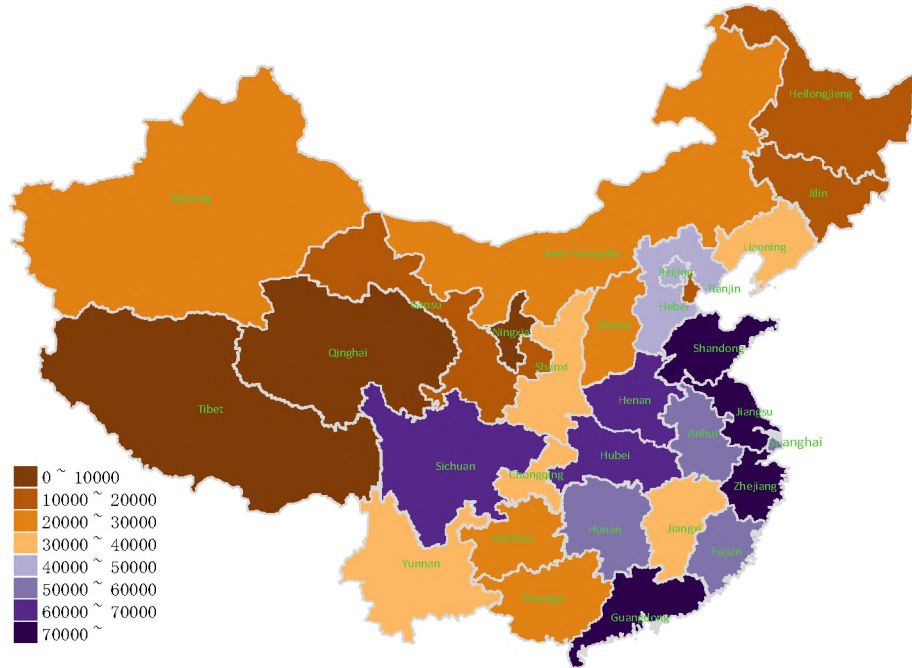 Heilongjiang
Jilin
Xinjiang
Liaoning
Inner Mongolia
Beijing
Tianjin
Gansu
Hebei
Ningxia
Shanxi
Qinghai
Shandong
Shanxi
Tibet
Henan
Jiangsu
Anhui
Shanghai
Hubei
Sichuan
Chongqing
Zhejiang
Hunan
Jiangxi
Guizhou
Fujian
Yunnan
Guangxi
Guangdong
0 ~ 10000
10000 ~ 20000
20000 ~ 30000
30000 ~ 40000
40000 ~ 50000
50000 ~ 60000
60000 ~ 70000
70000 ~